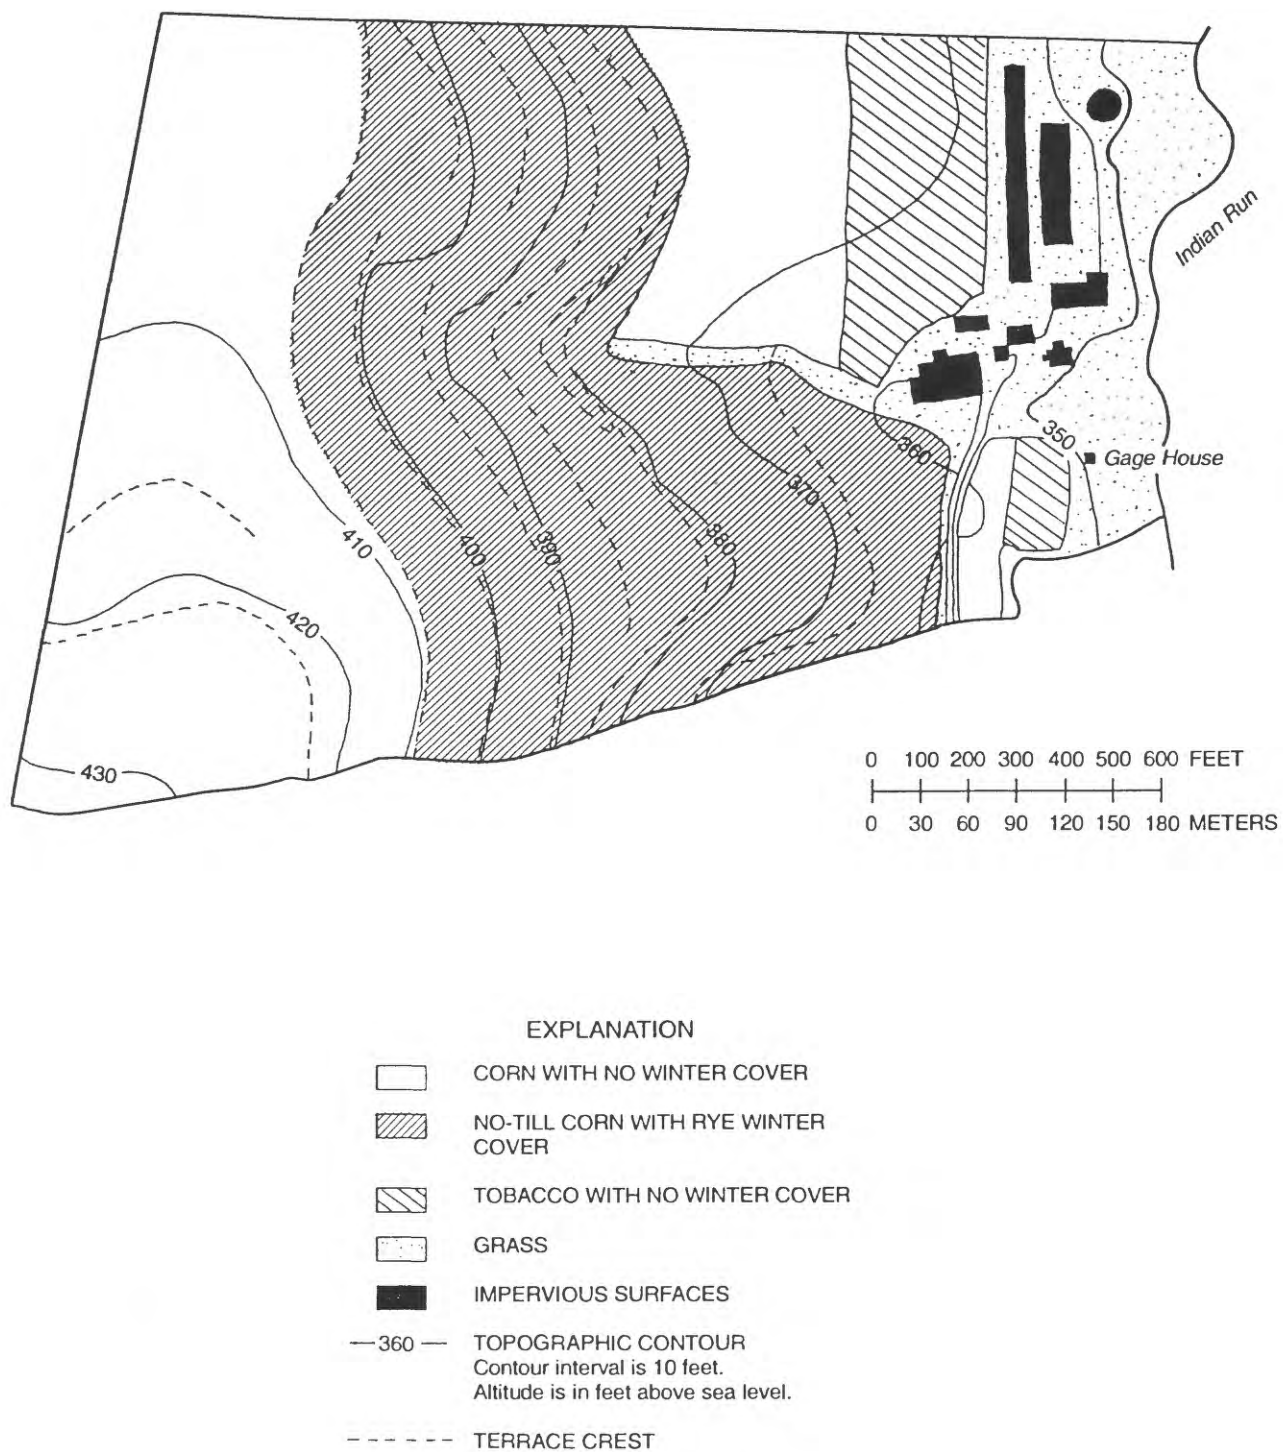 Indian Run
350
Gage House
360
370
380
390
400
410
420
430
0 100 200 300 400 500 600 FEET
0 30 60 90 120 150 180 METERS
EXPLANATION
CORN WITH NO WINTER COVER
NO-TILL CORN WITH RYE WINTER
COVER
TOBACCO WITH NO WINTER COVER
GRASS
IMPERVIOUS SURFACES
360
TOPOGRAPHIC CONTOUR
Contour interval is 10 feet.
Altitude is in feet above sea level.
TERRACE CREST